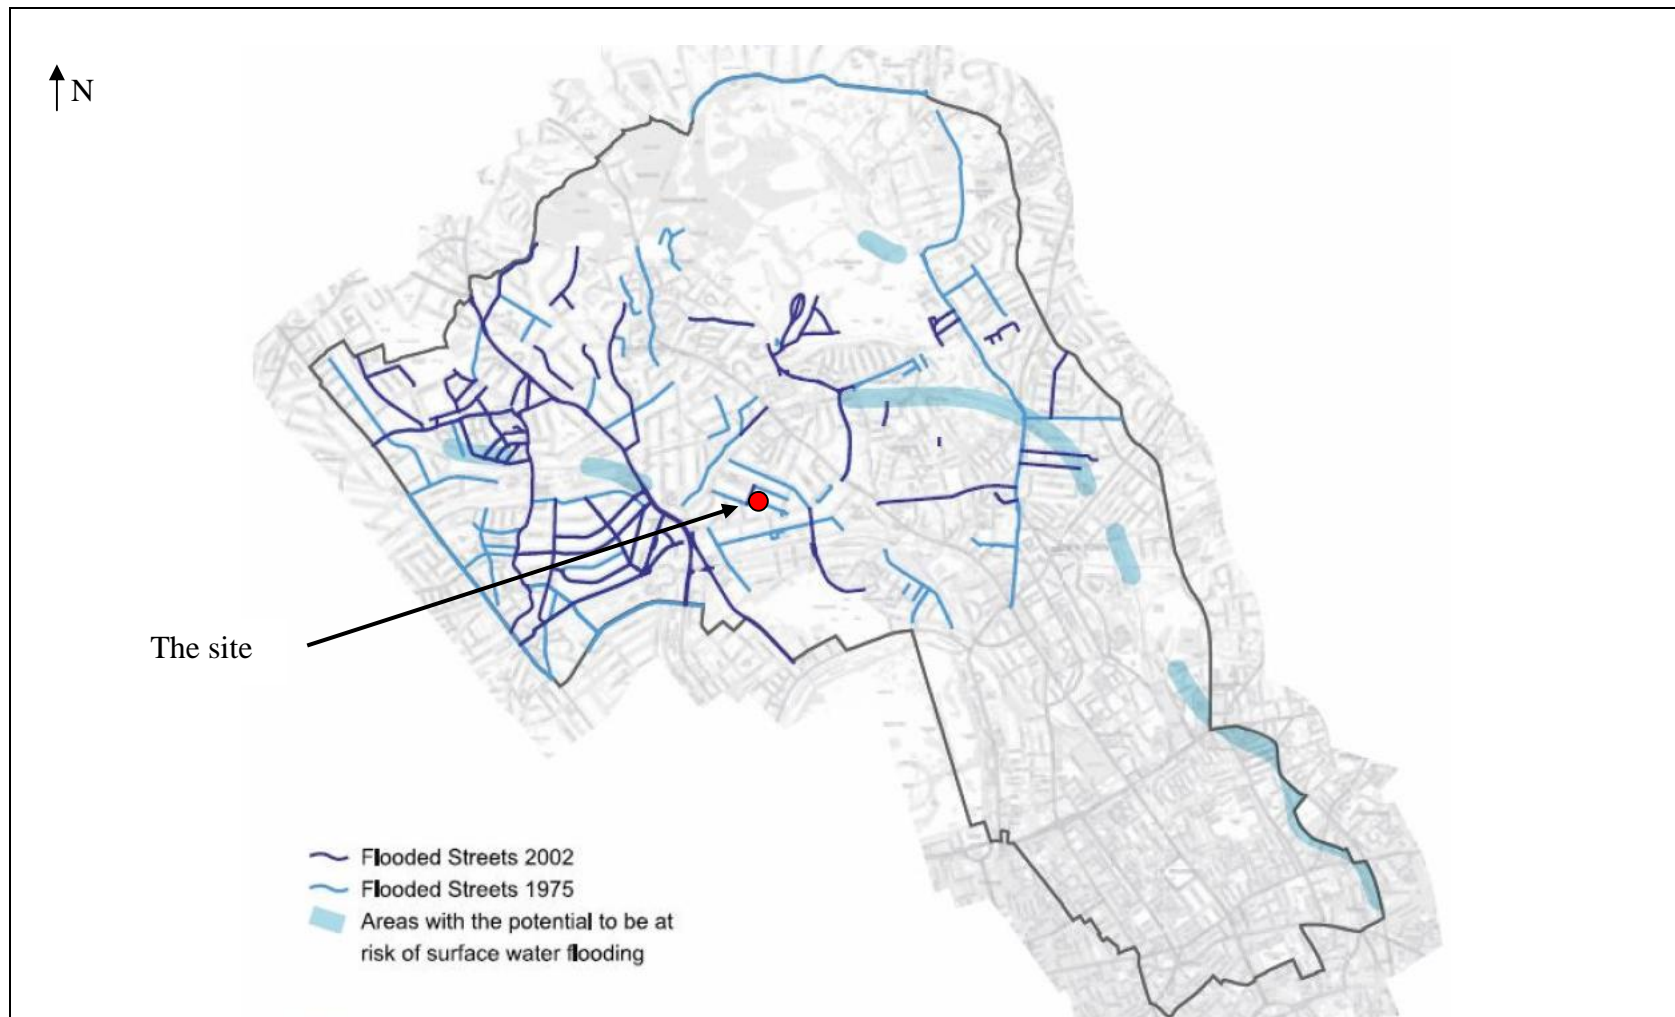 N
The site
Flooded Streets 2002
Flooded Streets 1975
Areas with the potential to be at
risk of surface water flooding